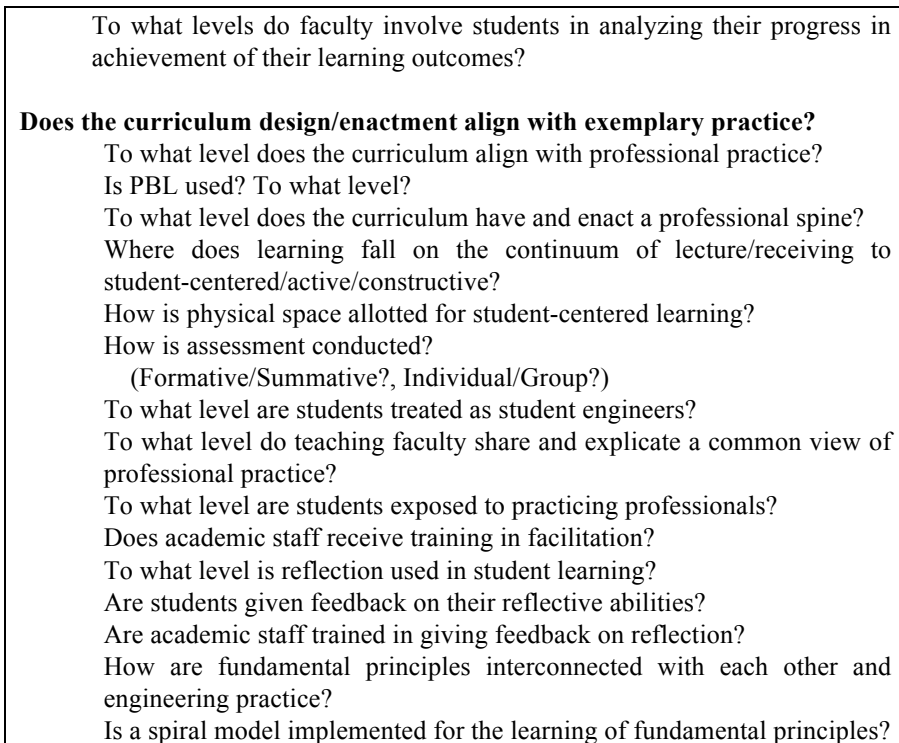 To what levels do faculty involve students in analyzing their progress in
achievement of their learning outcomes?
Does the curriculum design/enactment align with exemplary practice?
To what level does the curriculum align with professional practice?
Is PBL used? To what level?
To what level does the curriculum have and enact a professional spine?
Where does learning fall on the continuum of lecture/receiving to
student-centered/active/constructive?
How is physical space allotted for student-centered learning?
How is assessment conducted?
(Formative/Summative?, Individual/Group?)
To what level are students treated as student engineers?
To what level do teaching faculty share and explicate a common view of
professional practice?
To what level are students exposed to practicing professionals?
Does academic staff receive training in facilitation?
To what level is reflection used in student learning?
Are students given feedback on their reflective abilities?
Are academic staff trained in giving feedback on reflection?
How are fundamental principles interconnected with each other and
engineering practice?
Is a spiral model implemented for the learning of fundamental principles?